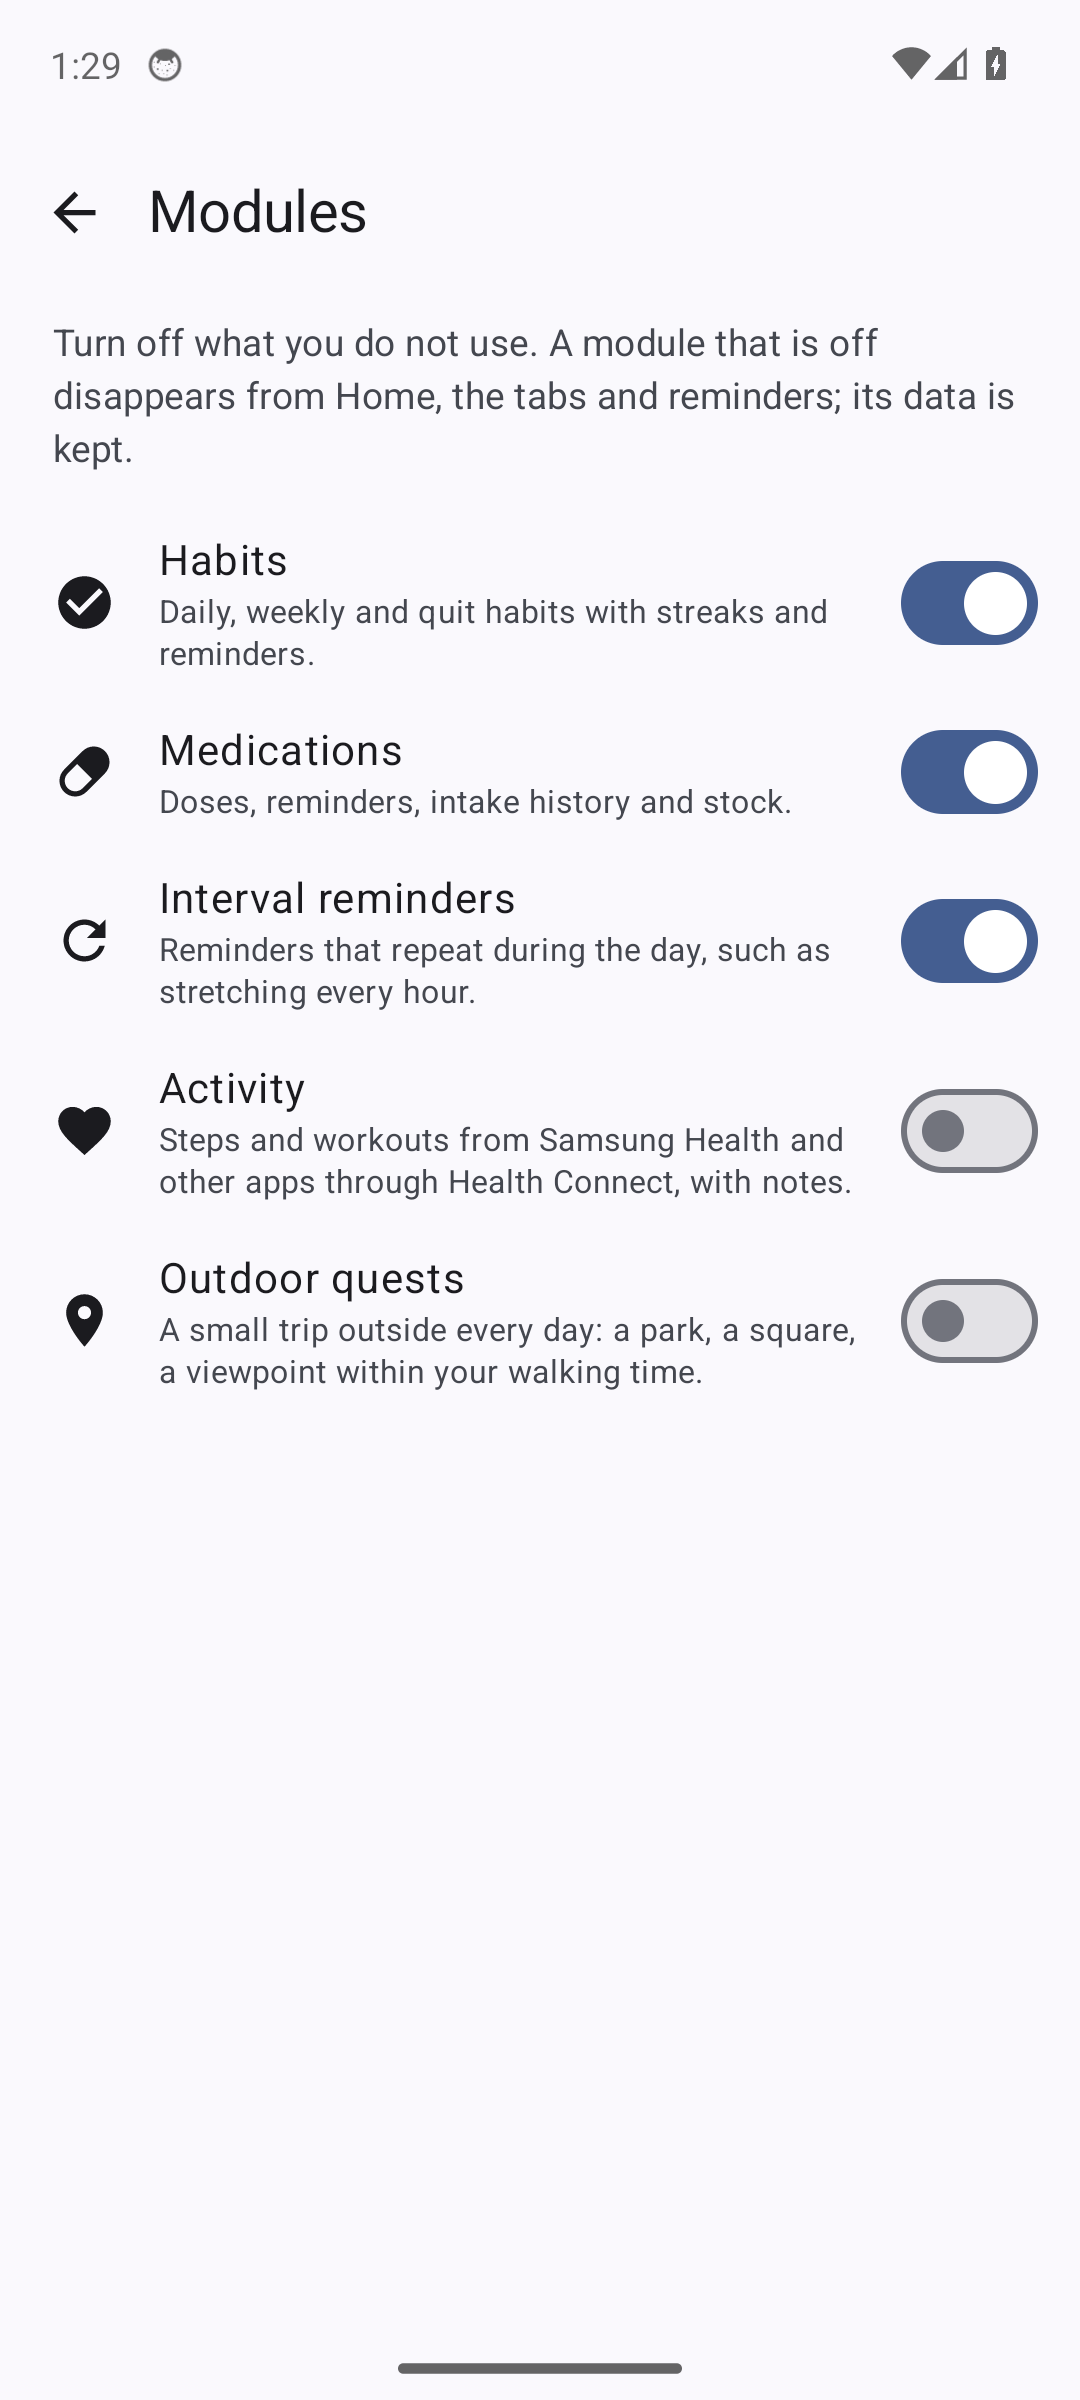 1:29
Modules
Turn off what you do not use. A module that is off
disappears from Home, the tabs and reminders; its data is
kept.
Habits
Daily, weekly and quit habits with streaks and
reminders.
Medications
Doses, reminders, intake history and stock.
Interval reminders
Reminders that repeat during the day, such as
stretching every hour.
Activity
Steps and workouts from Samsung Health and
other apps through Health Connect, with notes.
Outdoor quests
A small trip outside every day: a park, a square,
a viewpoint within your walking time.